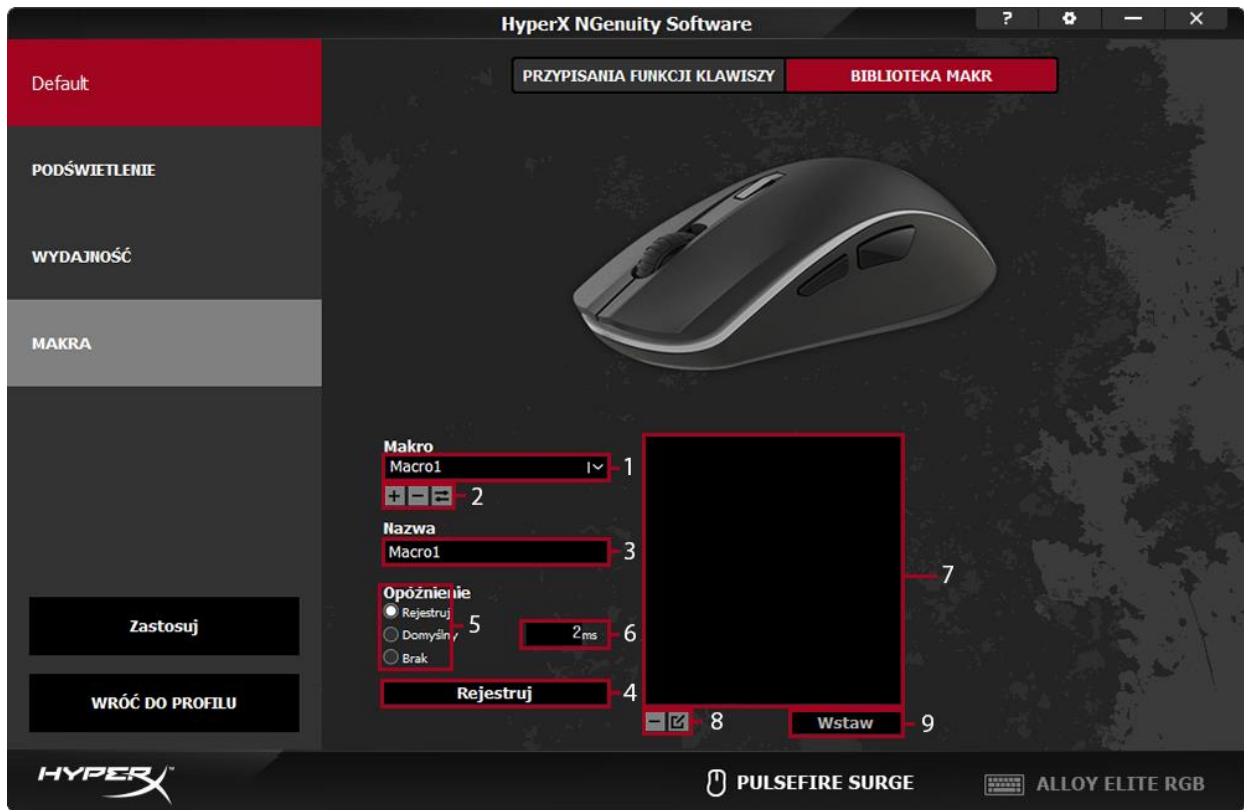 HyperX NGenuity Software
?
Default
PRZYPISANIA FUNKCJI KLAWISZY
BIBLIOTEKA MAKR
PODŚWIETLENIE
WYDAJNOŚĆ
MAKRA
Makro
Macro1
1
2
Nazwa
Macro1
3
Opóźnienie
Rejestruj
Domyślny
Brak
5
2ms
6
Rejestruj
4
7
8
Wstaw
9
Zastosuj
WRÓĆ DO PROFILU
HYPERX™
PULSEFIRE SURGE
ALLOY ELITE RGB